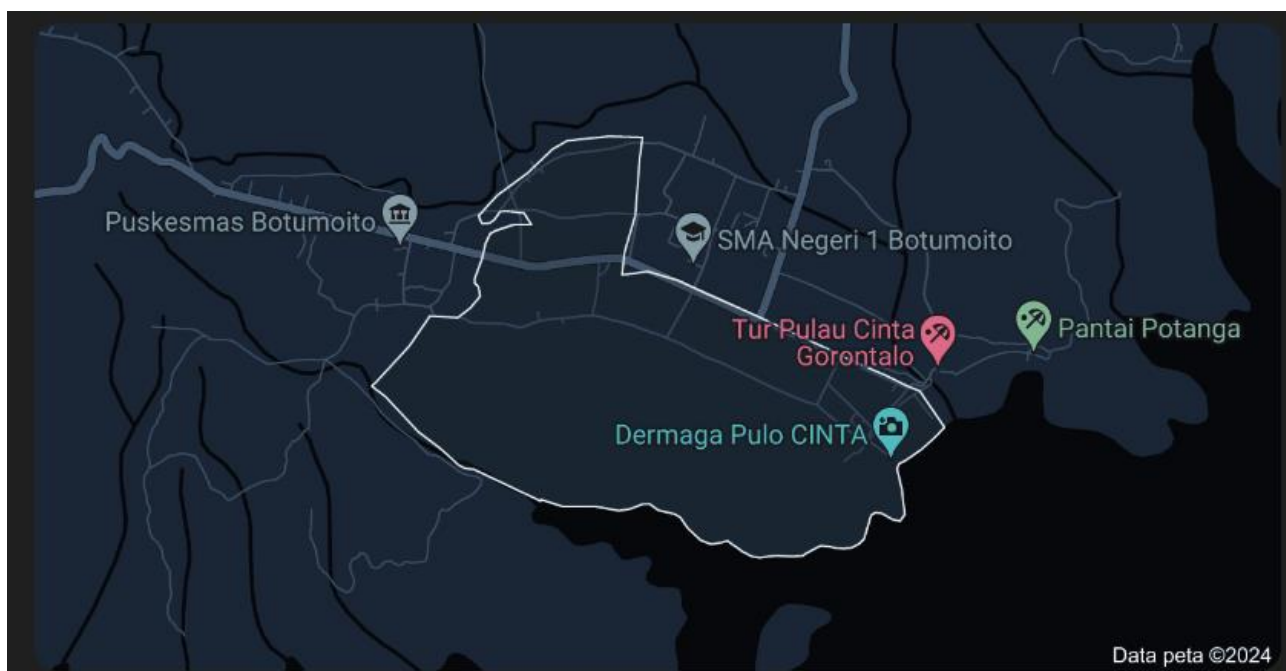 Puskesmas Botumoito
SMA Negeri 1 Botumoito
Tur Pulau Cinta
Gorontalo
Pantai Potanga
Dermaga Pulo CINTA
Data peta ©2024